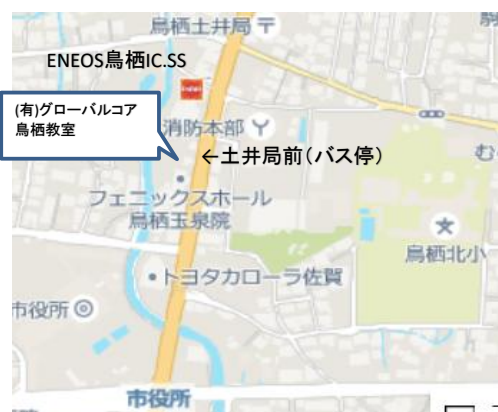 鳥栖土井局〒
ENEOS鳥栖IC.SS
(有)グローバルコア
鳥栖教室
消防本部
←土井局前(バス停)
む
フェニックスホール
鳥栖玉泉院
文
鳥栖北小
・トヨタカローラ佐賀
市役所◎
市役所